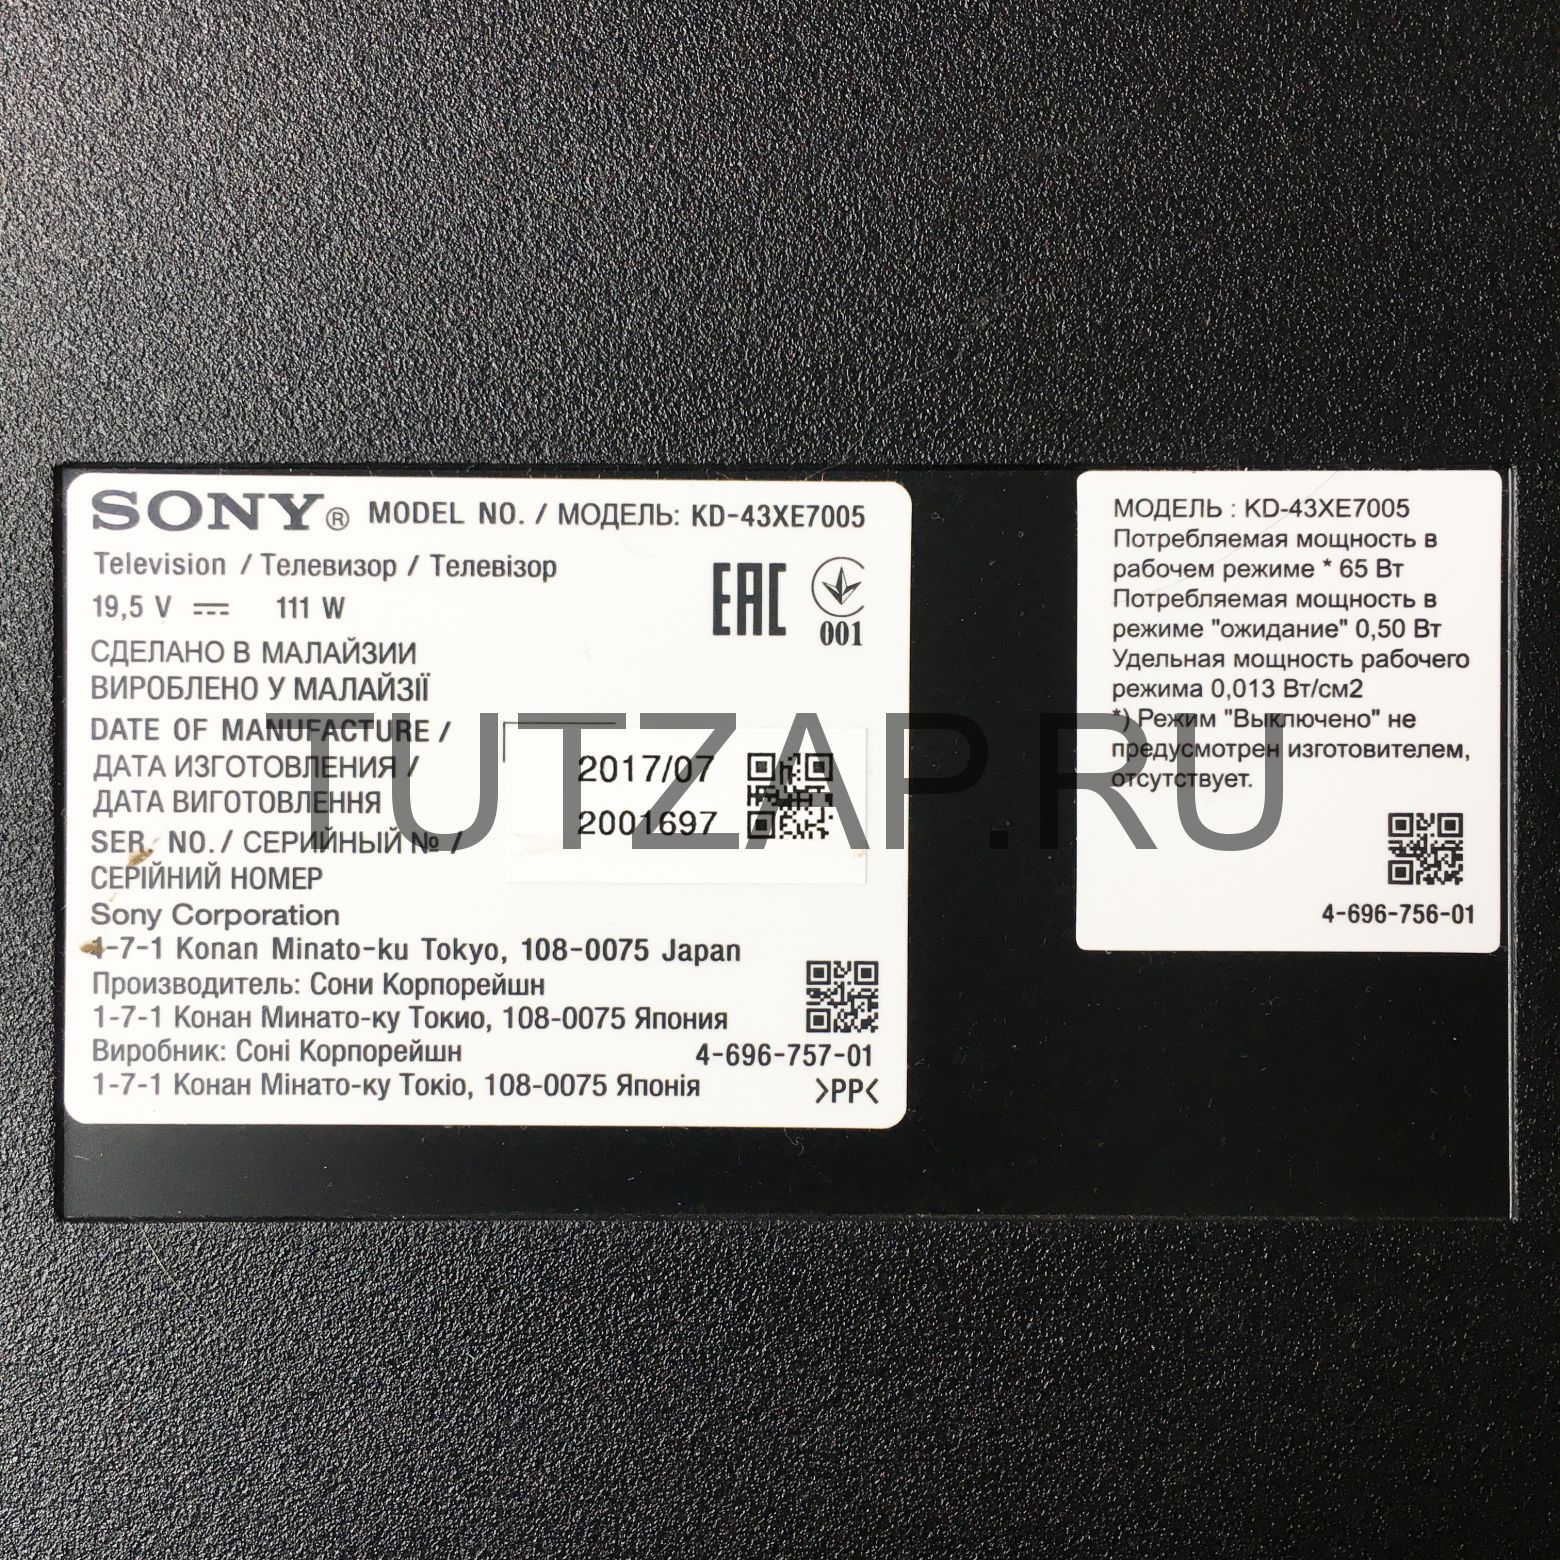 SONY® MODEL NO. / МОДЕЛЬ: KD-43XE7005
Television / Телевизор / Телевізор
19,5 V ⎓ 111 W
EAC
001
СДЕЛАНО В МАЛАЙЗИИ
ВИРОБЛЕНО У МАЛАЙЗІЇ
DATE OF MANUFACTURE /
ДАТА ИЗГОТОВЛЕНИЯ /
ДАТА ВИГОТОВЛЕННЯ
2017/07
SER. NO. / СЕРИЙНЫЙ № /
СЕРІЙНИЙ НОМЕР
2001697
Sony Corporation
1-7-1 Konan Minato-ku Tokyo, 108-0075 Japan
Производитель: Сони Корпорейшн
1-7-1 Конан Минато-ку Токио, 108-0075 Япония
Виробник: Соні Корпорейшн
1-7-1 Конан Мінато-ку Токіо, 108-0075 Японія
4-696-757-01
>PP<
МОДЕЛЬ : KD-43XE7005
Потребляемая мощность в
рабочем режиме * 65 Вт
Потребляемая мощность в
режиме "ожидание" 0,50 Вт
Удельная мощность рабочего
режима 0,013 Вт/см2
*) Режим "Выключено" не
предусмотрен изготовителем,
отсутствует.
4-696-756-01
TUTZAP.RU